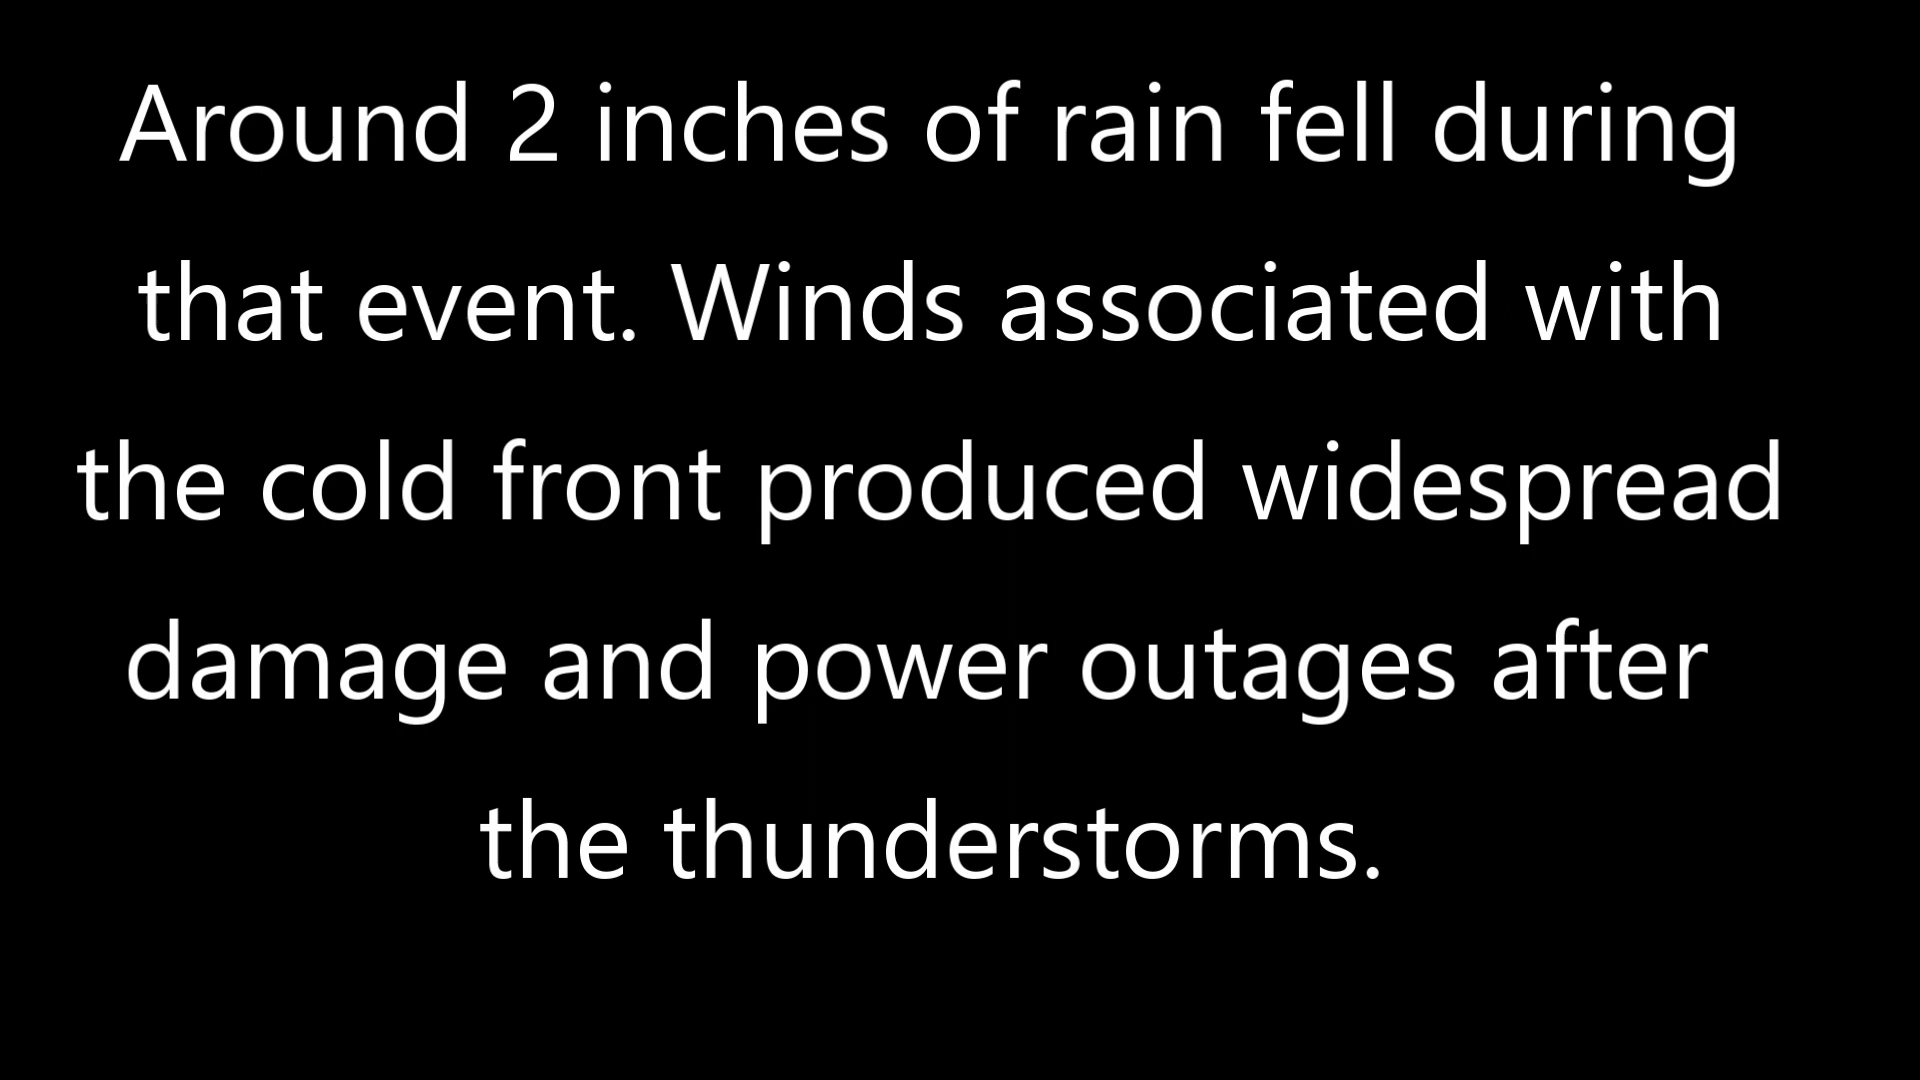 Around 2 inches of rain fell during
that event. Winds associated with
the cold front produced widespread
damage and power outages after
the thunderstorms.